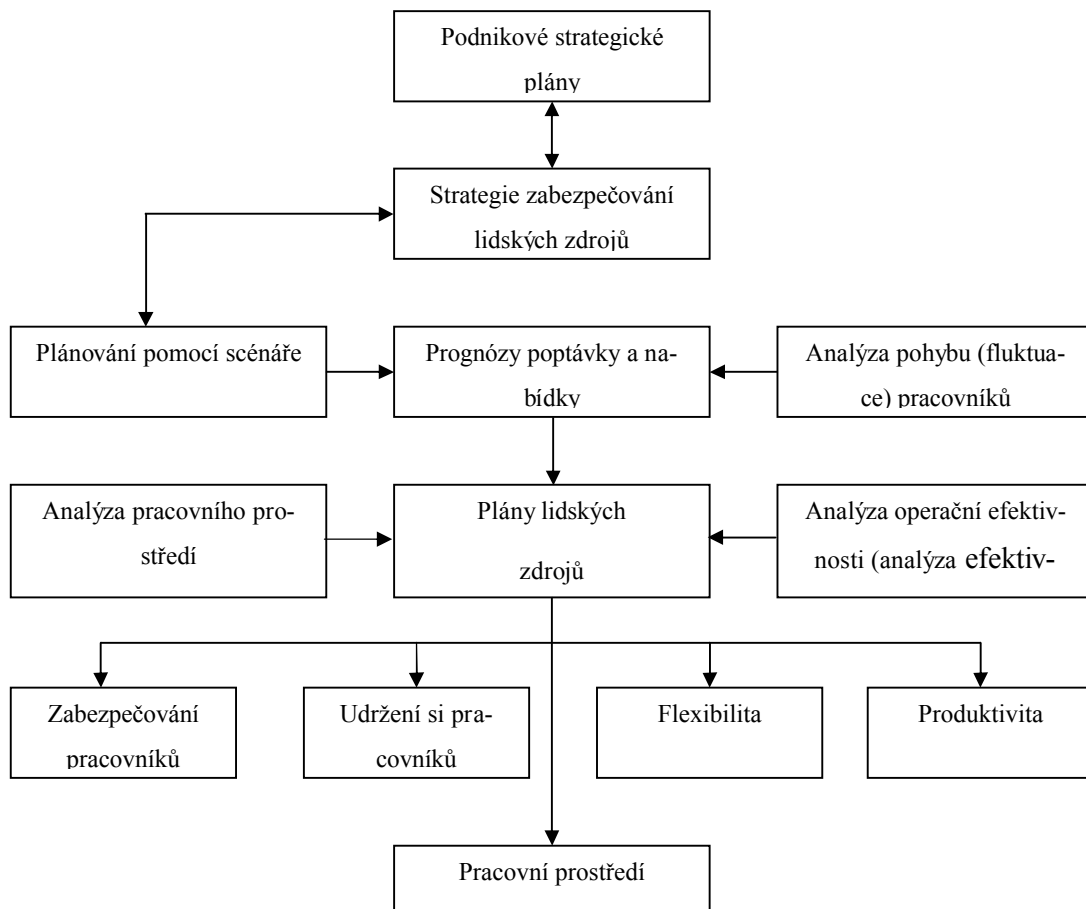 Podnikové strategické
plány
Strategie zabezpečování
lidských zdrojů
Plánování pomocí scénáře
Prognózy poptávky a na-
bídky
Analýza pohybu (fluktua-
ce) pracovníků
Analýza pracovního pro-
středí
Plány lidských
zdrojů
Analýza operační efektiv-
nosti (analýza efektiv-
Zabezpečování
pracovníků
Udržení si pra-
covníků
Flexibilita
Produktivita
Pracovní prostředí